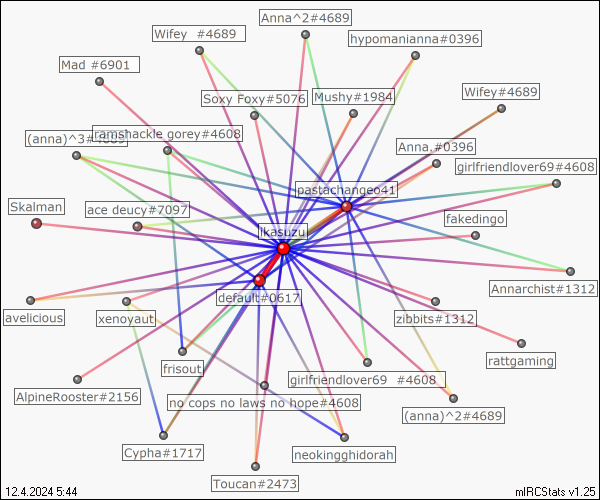 Anna^2#4689
Wifey  #4689
hypomanianna#0396
Mad #6901
Soxy Foxy#5076
Mushy#1984
Wifey#4689
(anna)^3#4689
ramshackle gorey#4608
Anna.#0396
girlfriendlover69#4608
pastachangeo41
Skalman
ace deucy#7097
fakedingo
ikasuzu
Annarchist#1312
default#0617
avelicious
xenoyaut
zibbits#1312
rattgaming
frisout
girlfriendlover69  #4608
AlpineRooster#2156
no cops no laws no hope#4608
(anna)^2#4689
Cypha#1717
neokingghidorah
Toucan#2473
12.4.2024 5:44
mIRCStats v1.25